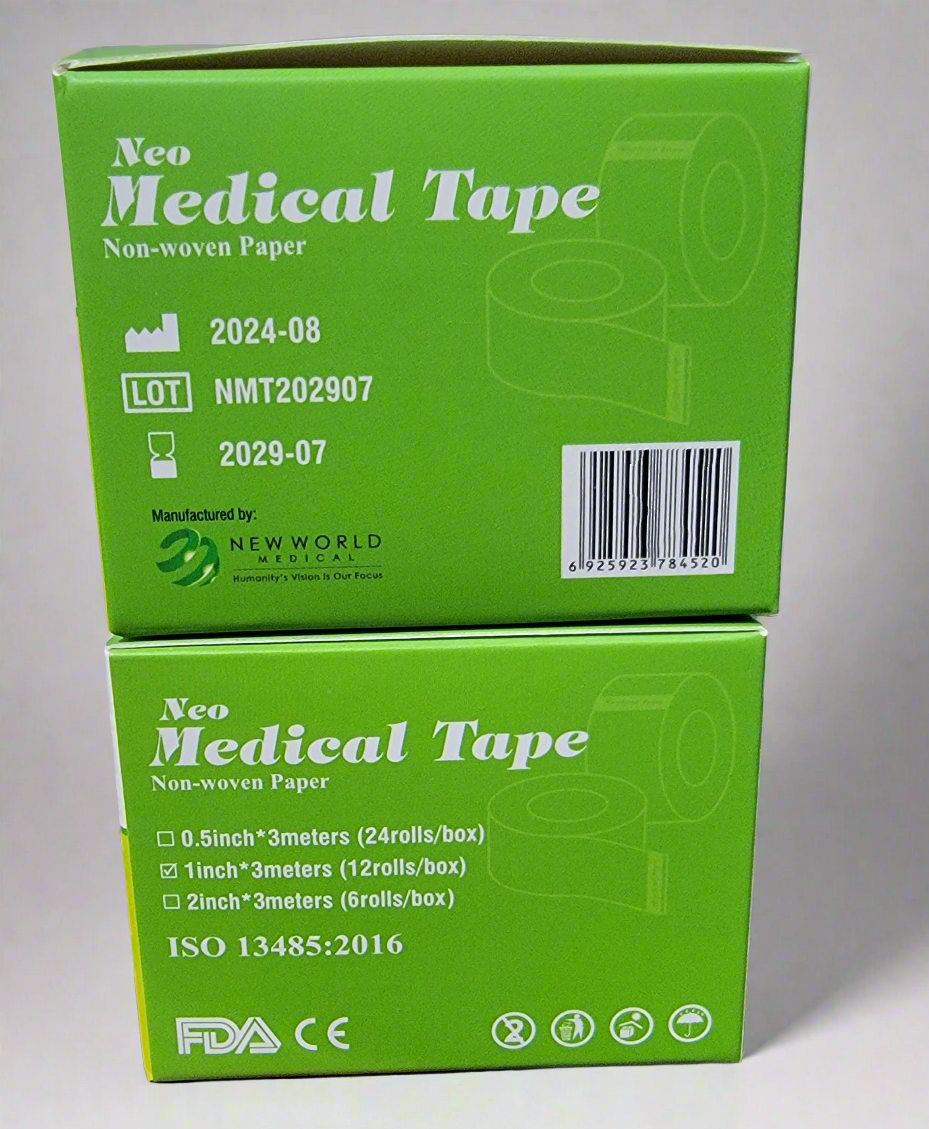 Neo
Medical Tape
Non-woven Paper
2024-08
LOT NMT202907
2029-07
Manufactured by:
NEW WORLD
MEDICAL
Humanity's Vision Is Our Focus
6 925923 784520
Neo
Medical Tape
Non-woven Paper
☐ 0.5inch*3meters (24rolls/box)
☑ 1inch*3meters (12rolls/box)
☐ 2inch*3meters (6rolls/box)
ISO 13485:2016
FDA CE